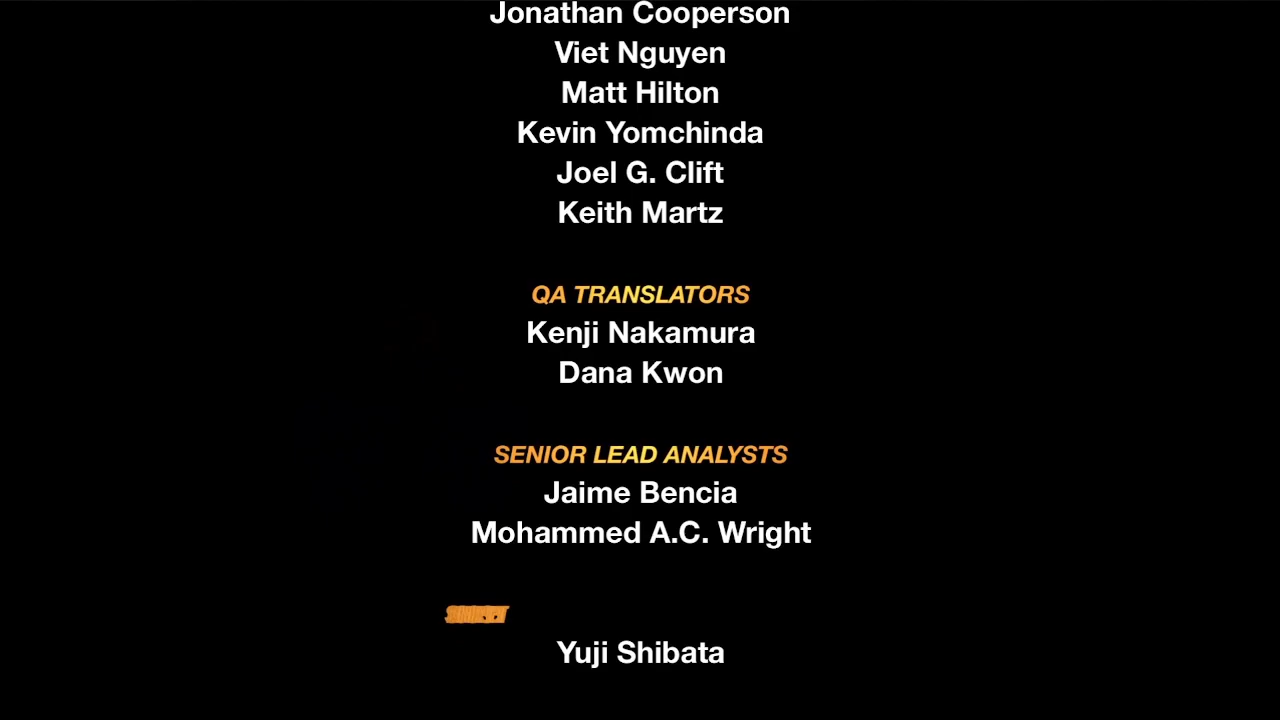 Jonathan Cooperson
Viet Nguyen
Matt Hilton
Kevin Yomchinda
Joel G. Clift
Keith Martz
QA TRANSLATORS
Kenji Nakamura
Dana Kwon
SENIOR LEAD ANALYSTS
Jaime Bencia
Mohammed A.C. Wright
Yuji Shibata